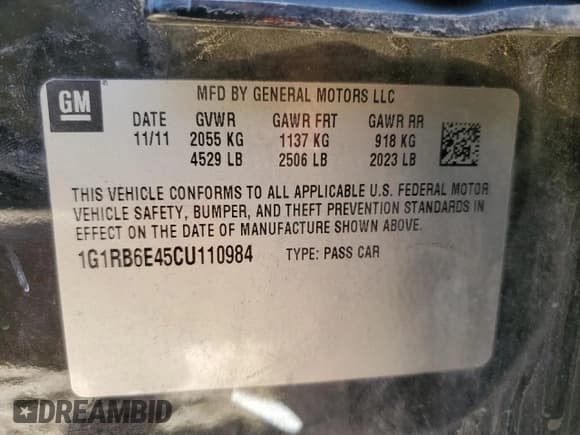 GM
MFD BY GENERAL MOTORS LLC
DATE GVWR GAWR FRT GAWR RR
11/11 2055 KG 1137 KG 918 KG
4529 LB 2506 LB 2023 LB
THIS VEHICLE CONFORMS TO ALL APPLICABLE U.S. FEDERAL MOTOR
VEHICLE SAFETY, BUMPER, AND THEFT PREVENTION STANDARDS IN
EFFECT ON THE DATE OF MANUFACTURE SHOWN ABOVE.
1G1RB6E45CU110984 TYPE: PASS CAR
DREAMBID